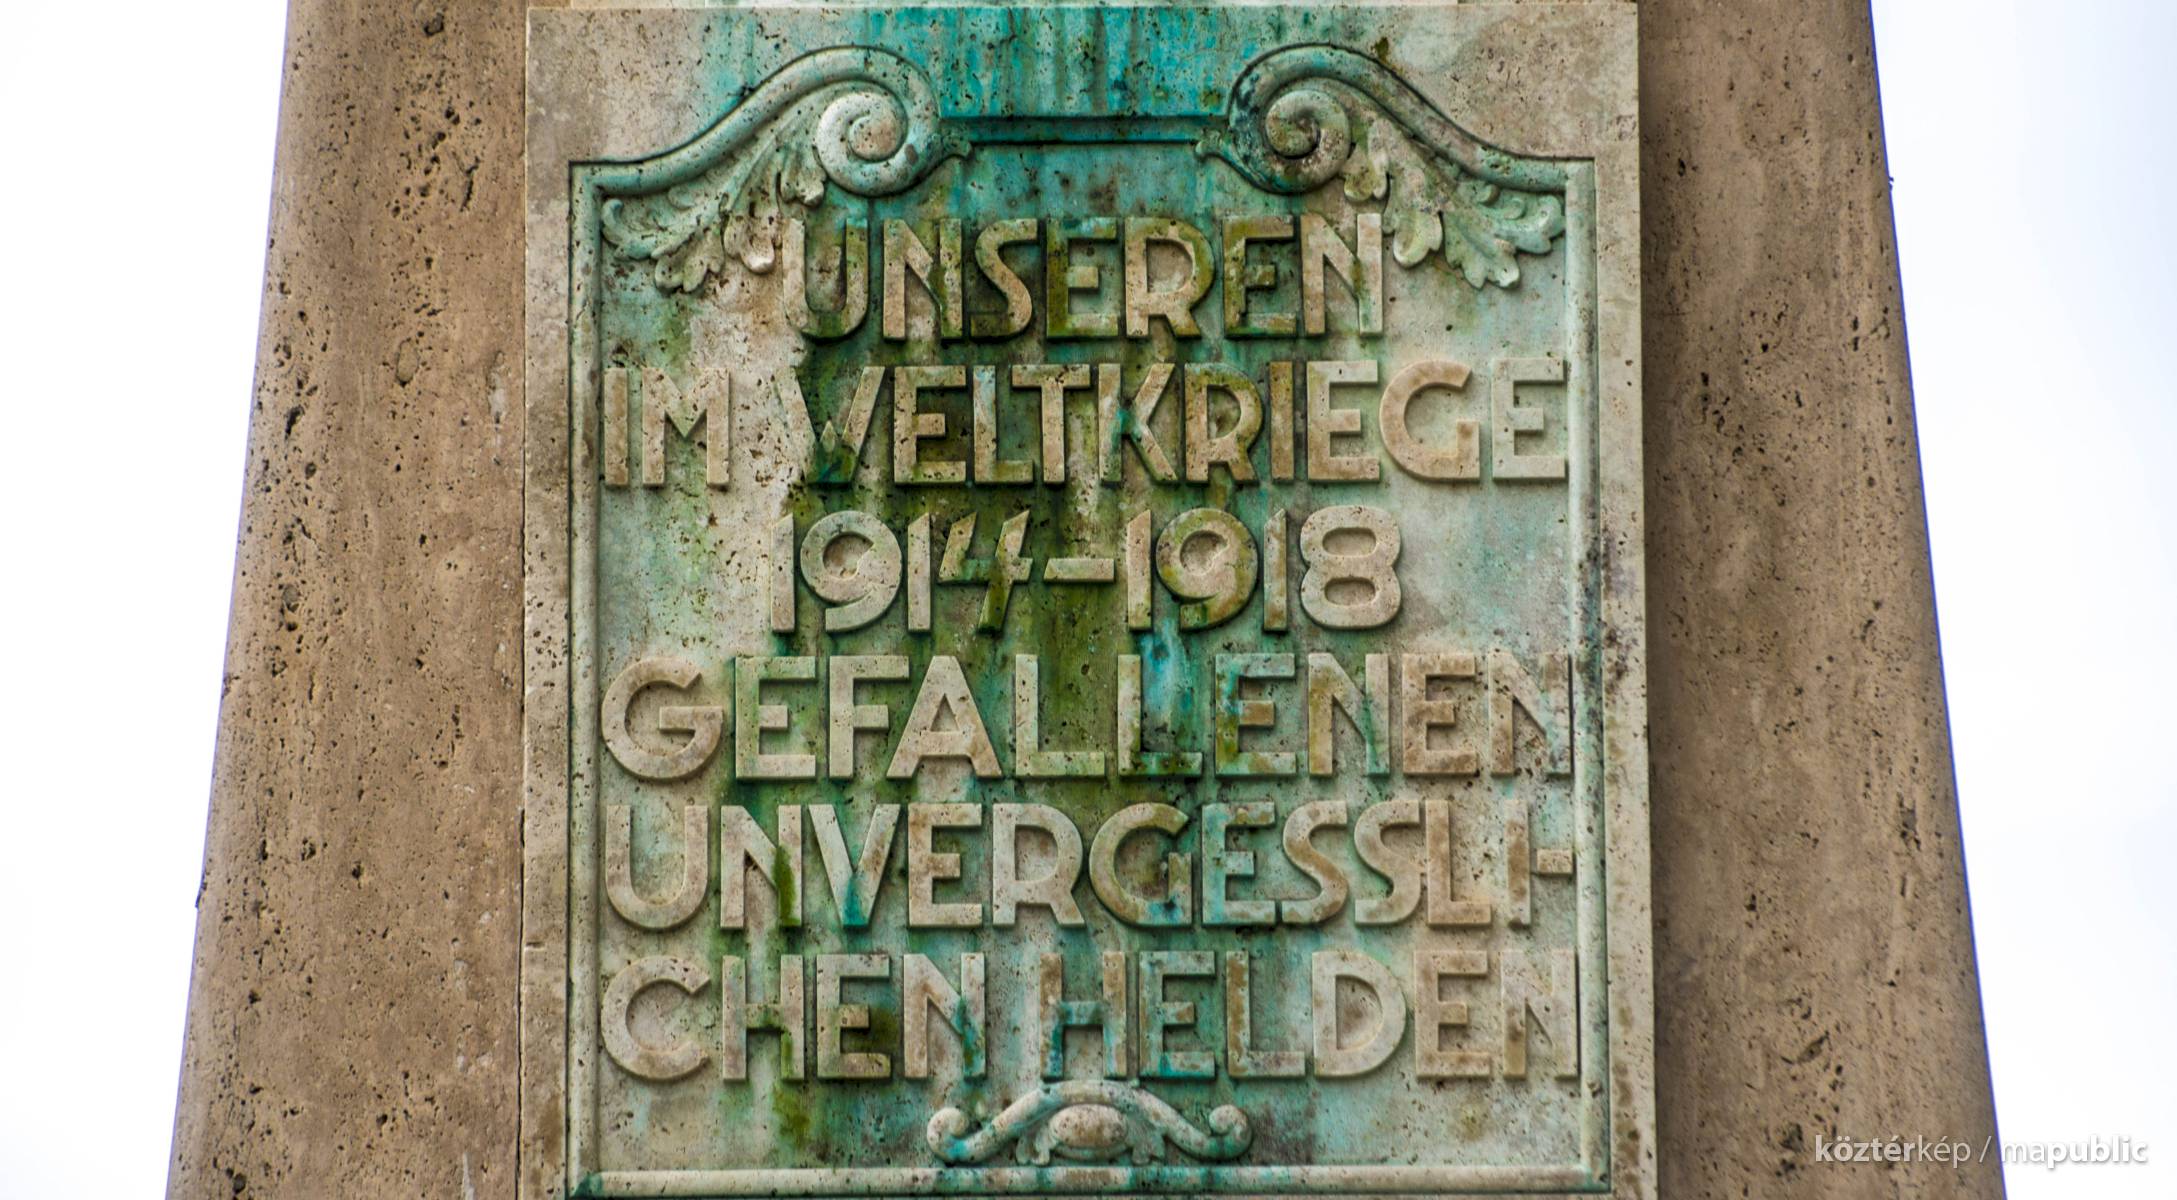 UNSEREN
IM WELTKRIEGE
1914-1918
GEFALLENEN
UNVERGESSLI-
CHEN HELDEN
köztérkép / mapublic